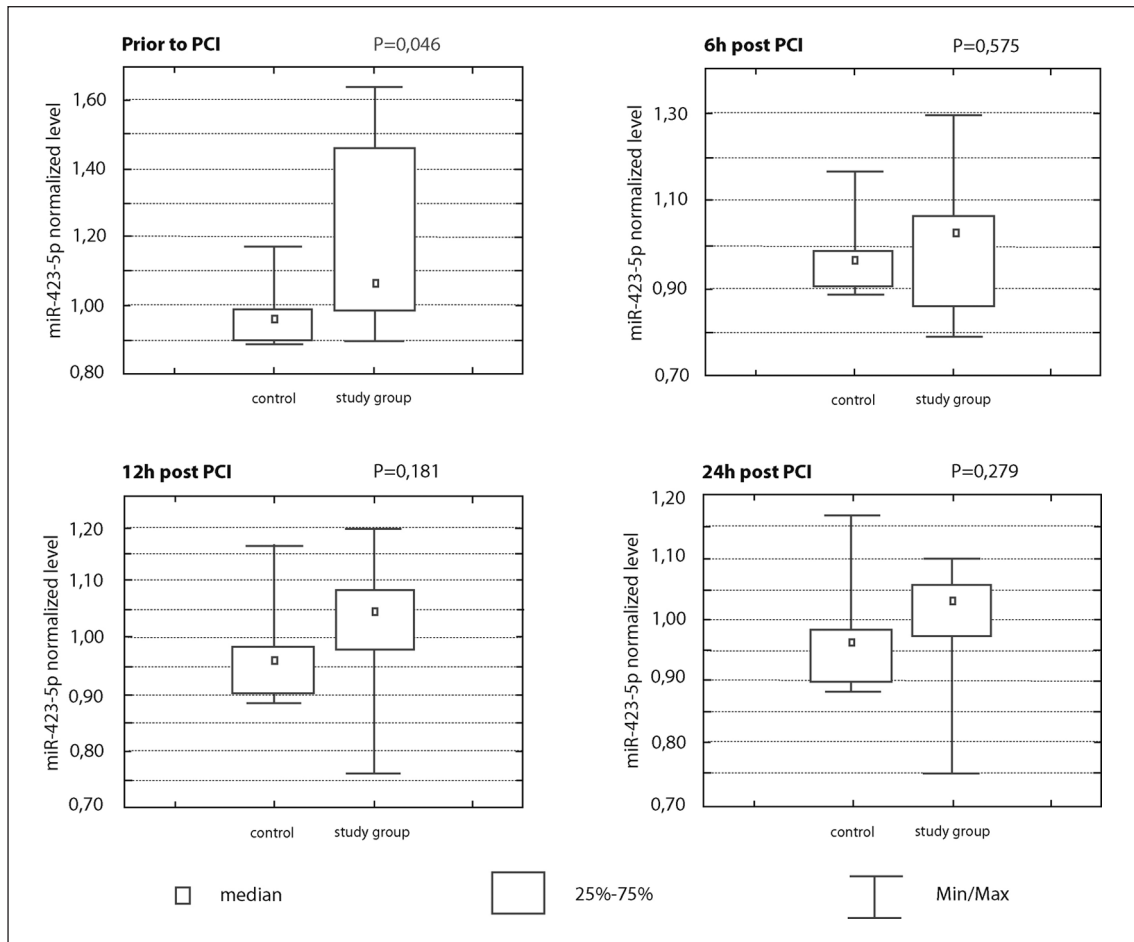 Prior to PCI P=0,046
miR-423-5p normalized level
1,60
1,40
1,20
1,00
0,80
control study group
6h post PCI P=0,575
miR-423-5p normalized level
1,30
1,10
0,90
0,70
control study group
12h post PCI P=0,181
miR-423-5p normalized level
1,20
1,10
1,00
0,90
0,80
0,70
control study group
24h post PCI P=0,279
miR-423-5p normalized level
1,20
1,10
1,00
0,90
0,80
0,70
control study group
median 25%-75% Min/Max